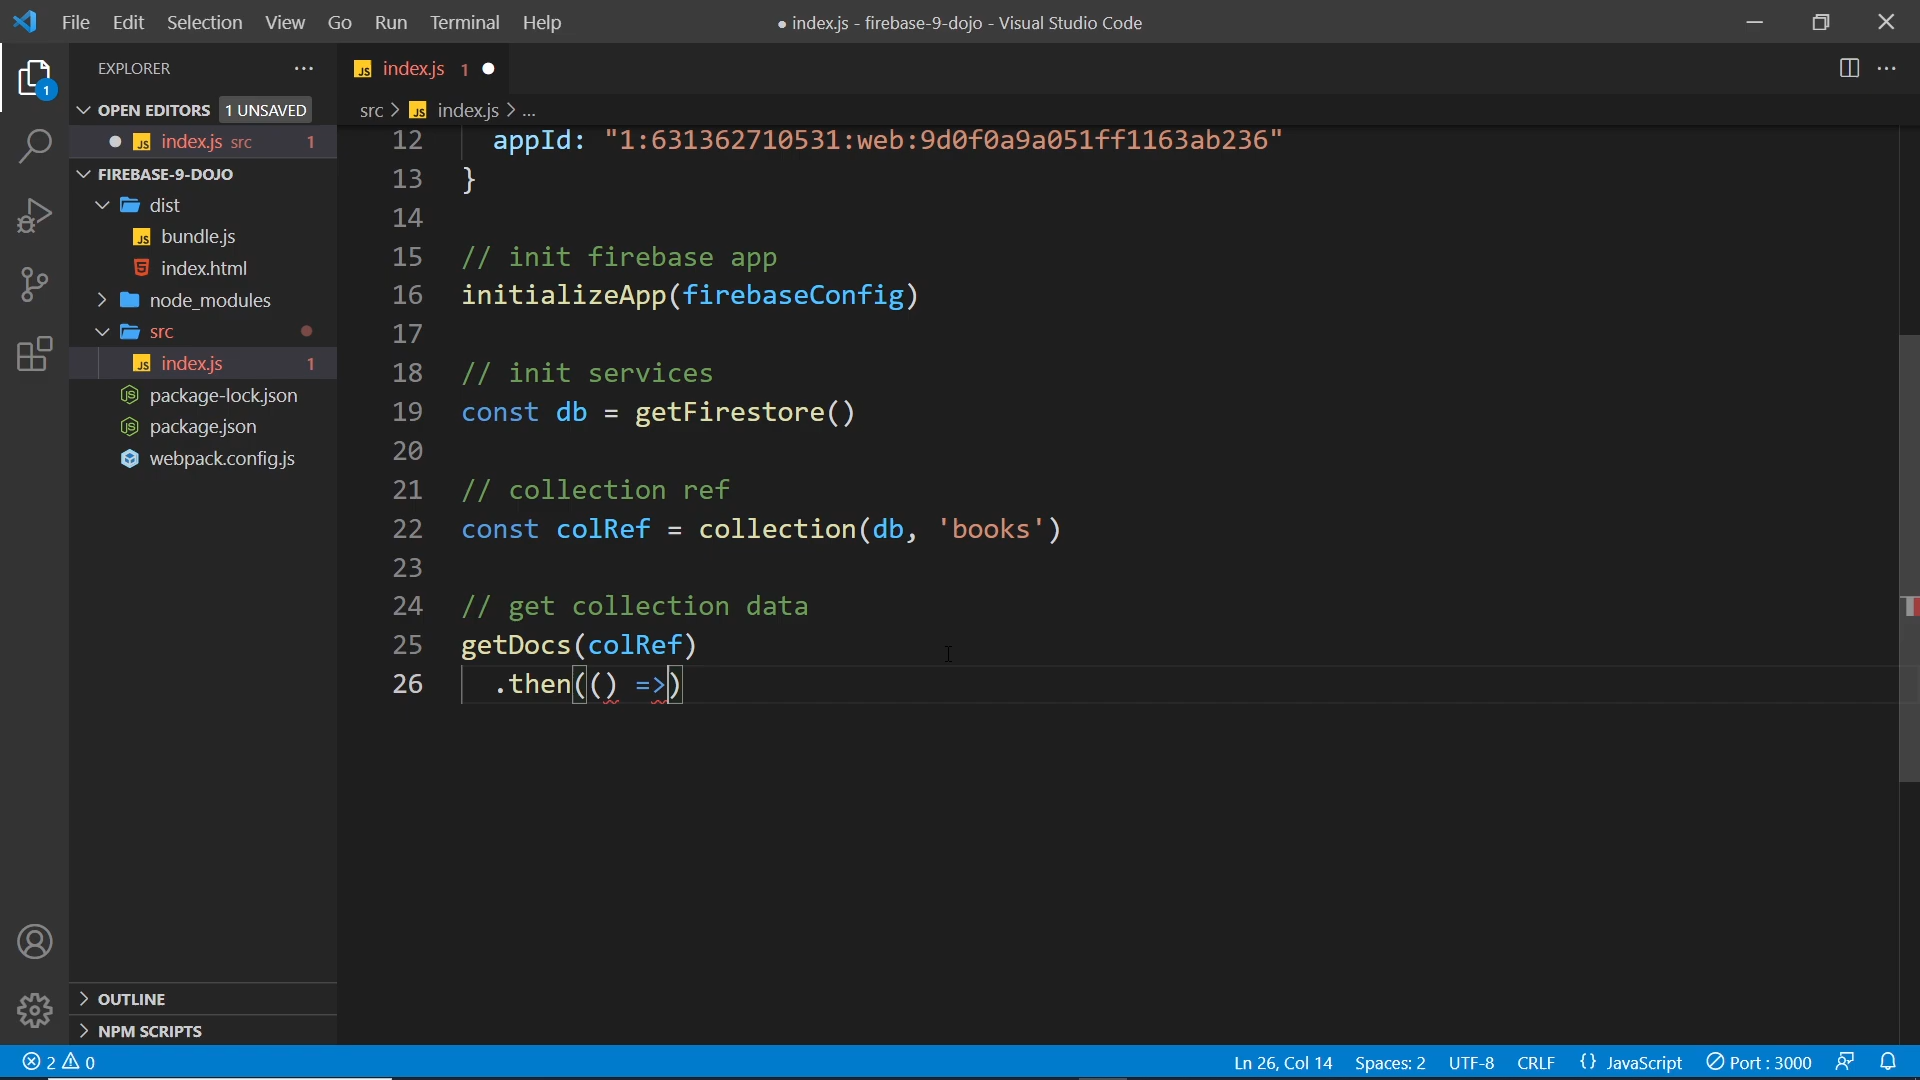 File Edit Selection View Go Run Terminal Help
● index.js - firebase-9-dojo - Visual Studio Code
EXPLORER
index.js 1
OPEN EDITORS 1 UNSAVED
src > index.js > ...
index.js src 1
FIREBASE-9-DOJO
dist
bundle.js
index.html
node_modules
src
index.js 1
package-lock.json
package.json
webpack.config.js
OUTLINE
NPM SCRIPTS
1
12 appId: "1:631362710531:web:9d0f0a9a051ff1163ab236"
13 }
14
15 // init firebase app
16 initializeApp(firebaseConfig)
17
18 // init services
19 const db = getFirestore()
20
21 // collection ref
22 const colRef = collection(db, 'books')
23
24 // get collection data
25 getDocs(colRef)
26 .then(() =>)
2 0
Ln 26, Col 14 Spaces: 2 UTF-8 CRLF {} JavaScript Port : 3000